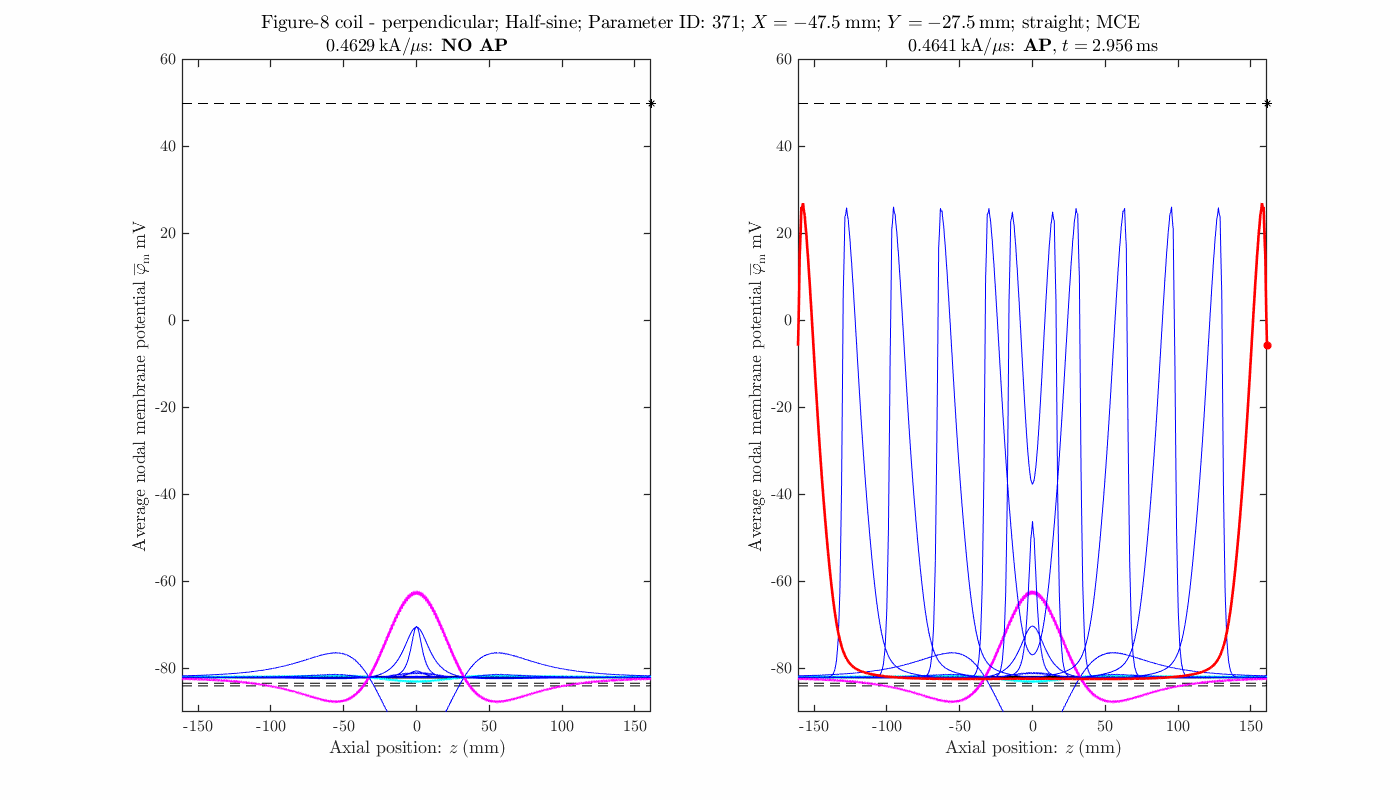 Figure-8 coil - perpendicular; Half-sine; Parameter ID: 371; X = −47.5 mm; Y = −27.5 mm; straight; MCE
0.4629 kA/μs: NO AP
60
40
20
0
-20
-40
-60
-80
-150 -100 -50 0 50 100 150
Average nodal membrane potential φ̅m mV
Axial position: z (mm)
0.4641 kA/μs: AP, t = 2.956 ms
60
40
20
0
-20
-40
-60
-80
-150 -100 -50 0 50 100 150
Average nodal membrane potential φ̅m mV
Axial position: z (mm)